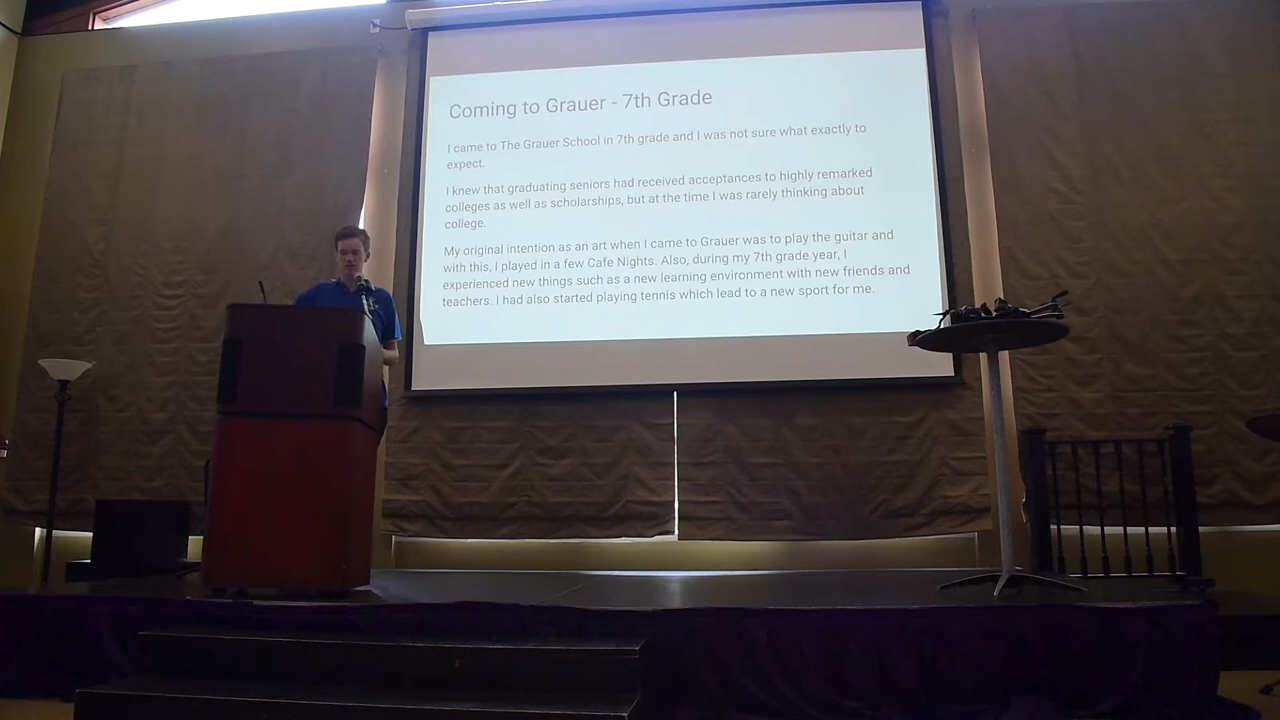 Coming to Grauer - 7th Grade
I came to The Grauer School in 7th grade and I was not sure what exactly to
expect.
I knew that graduating seniors had received acceptances to highly remarked
colleges as well as scholarships, but at the time I was rarely thinking about
college.
My original intention as an art when I came to Grauer was to play the guitar and
with this, I played in a few Cafe Nights. Also, during my 7th grade year, I
experienced new things such as a new learning environment with new friends and
teachers. I had also started playing tennis which lead to a new sport for me.